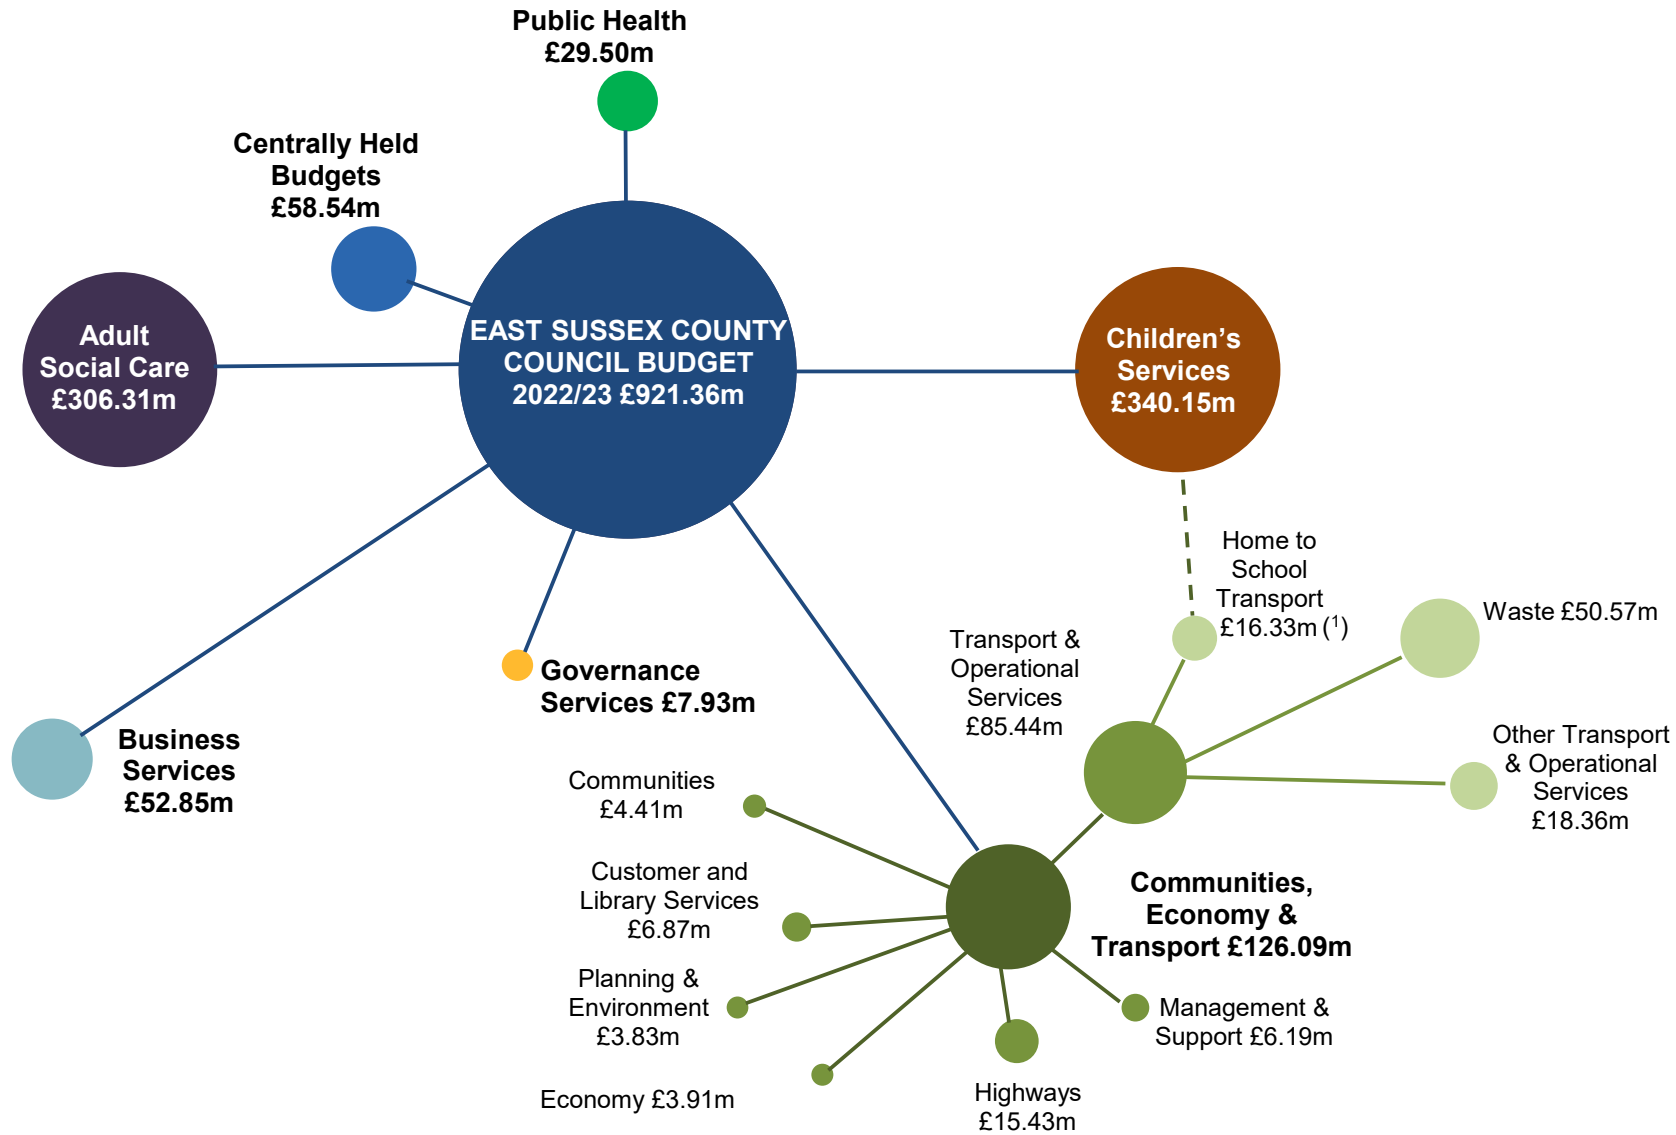 Public Health
£29.50m
Centrally Held
Budgets
£58.54m
Adult
Social Care
£306.31m
EAST SUSSEX COUNTY
COUNCIL BUDGET
2022/23 £921.36m
Children’s
Services
£340.15m
Home to
School
Transport
£16.33m (¹)
Waste £50.57m
Transport &
Operational
Services
£85.44m
Other Transport
& Operational
Services
£18.36m
Governance
Services £7.93m
Business
Services
£52.85m
Communities
£4.41m
Customer and
Library Services
£6.87m
Planning &
Environment
£3.83m
Economy £3.91m
Communities,
Economy &
Transport £126.09m
Management &
Support £6.19m
Highways
£15.43m